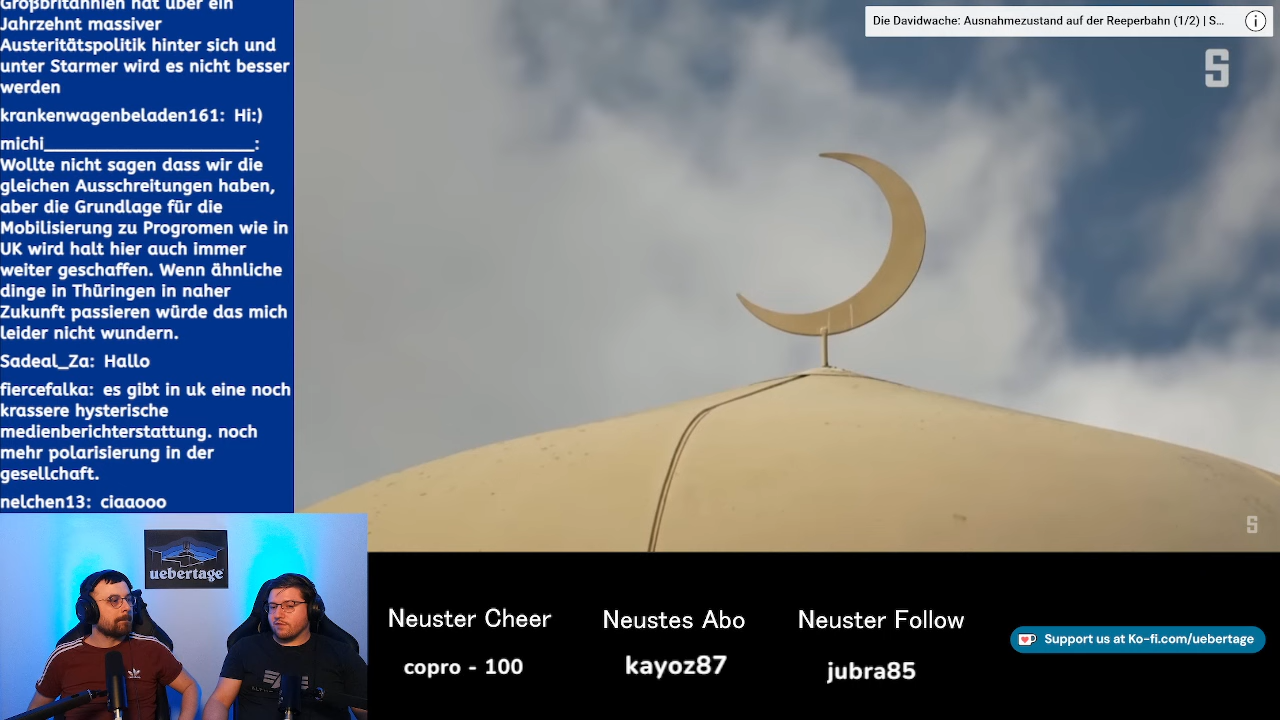 Großbritannien hat über ein
Jahrzehnt massiver
Austeritätspolitik hinter sich und
unter Starmer wird es nicht besser
werden
krankenwagenbeladen161: Hi:)
michi____________________:
Wollte nicht sagen dass wir die
gleichen Ausschreitungen haben,
aber die Grundlage für die
Mobilisierung zu Progromen wie in
UK wird halt hier auch immer
weiter geschaffen. Wenn ähnliche
dinge in Thüringen in naher
Zukunft passieren würde das mich
leider nicht wundern.
Sadeal_Za: Hallo
fiercefalka: es gibt in uk eine noch
krassere hysterische
medienberichterstattung. noch
mehr polarisierung in der
gesellchaft.
nelchen13: ciaaooo
Die Davidwache: Ausnahmezustand auf der Reeperbahn (1/2) | S...
S
S
uebertage
Neuster Cheer
copro - 100
Neustes Abo
kayoz87
Neuster Follow
jubra85
Support us at Ko-fi.com/uebertage